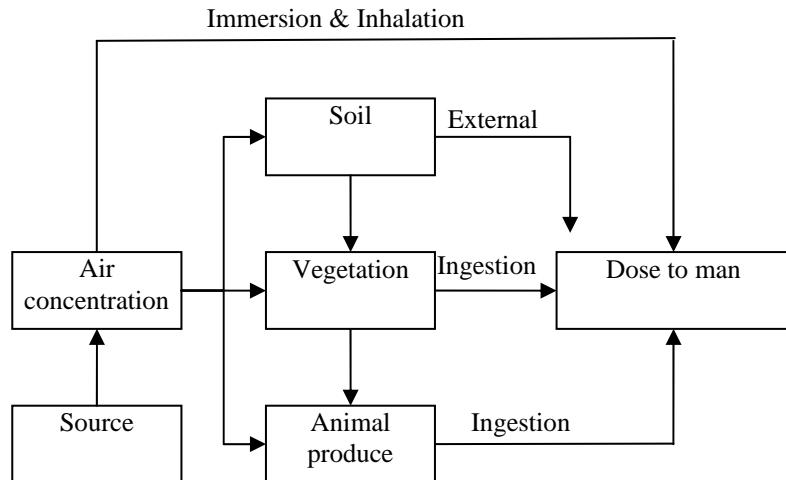 Immersion & Inhalation
Soil
External
Air
concentration
Vegetation
Ingestion
Dose to man
Source
Animal
produce
Ingestion